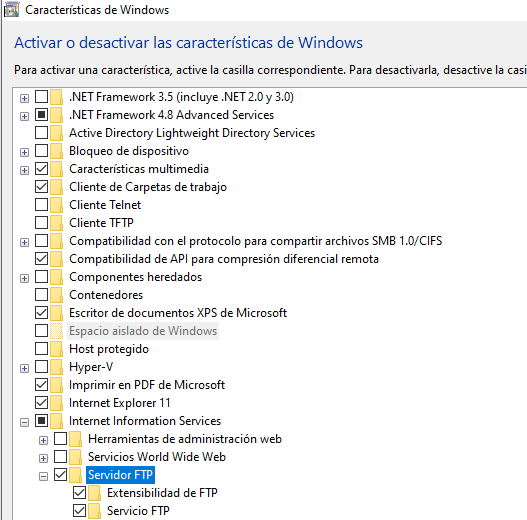 Características de Windows
Activar o desactivar las características de Windows
Para activar una característica, active la casilla correspondiente. Para desactivarla, desactive la casi
.NET Framework 3.5 (incluye .NET 2.0 y 3.0)
.NET Framework 4.8 Advanced Services
Active Directory Lightweight Directory Services
Bloqueo de dispositivo
Características multimedia
Cliente de Carpetas de trabajo
Cliente Telnet
Cliente TFTP
Compatibilidad con el protocolo para compartir archivos SMB 1.0/CIFS
Compatibilidad de API para compresión diferencial remota
Componentes heredados
Contenedores
Escritor de documentos XPS de Microsoft
Espacio aislado de Windows
Host protegido
Hyper-V
Imprimir en PDF de Microsoft
Internet Explorer 11
Internet Information Services
Herramientas de administración web
Servicios World Wide Web
Servidor FTP
Extensibilidad de FTP
Servicio FTP